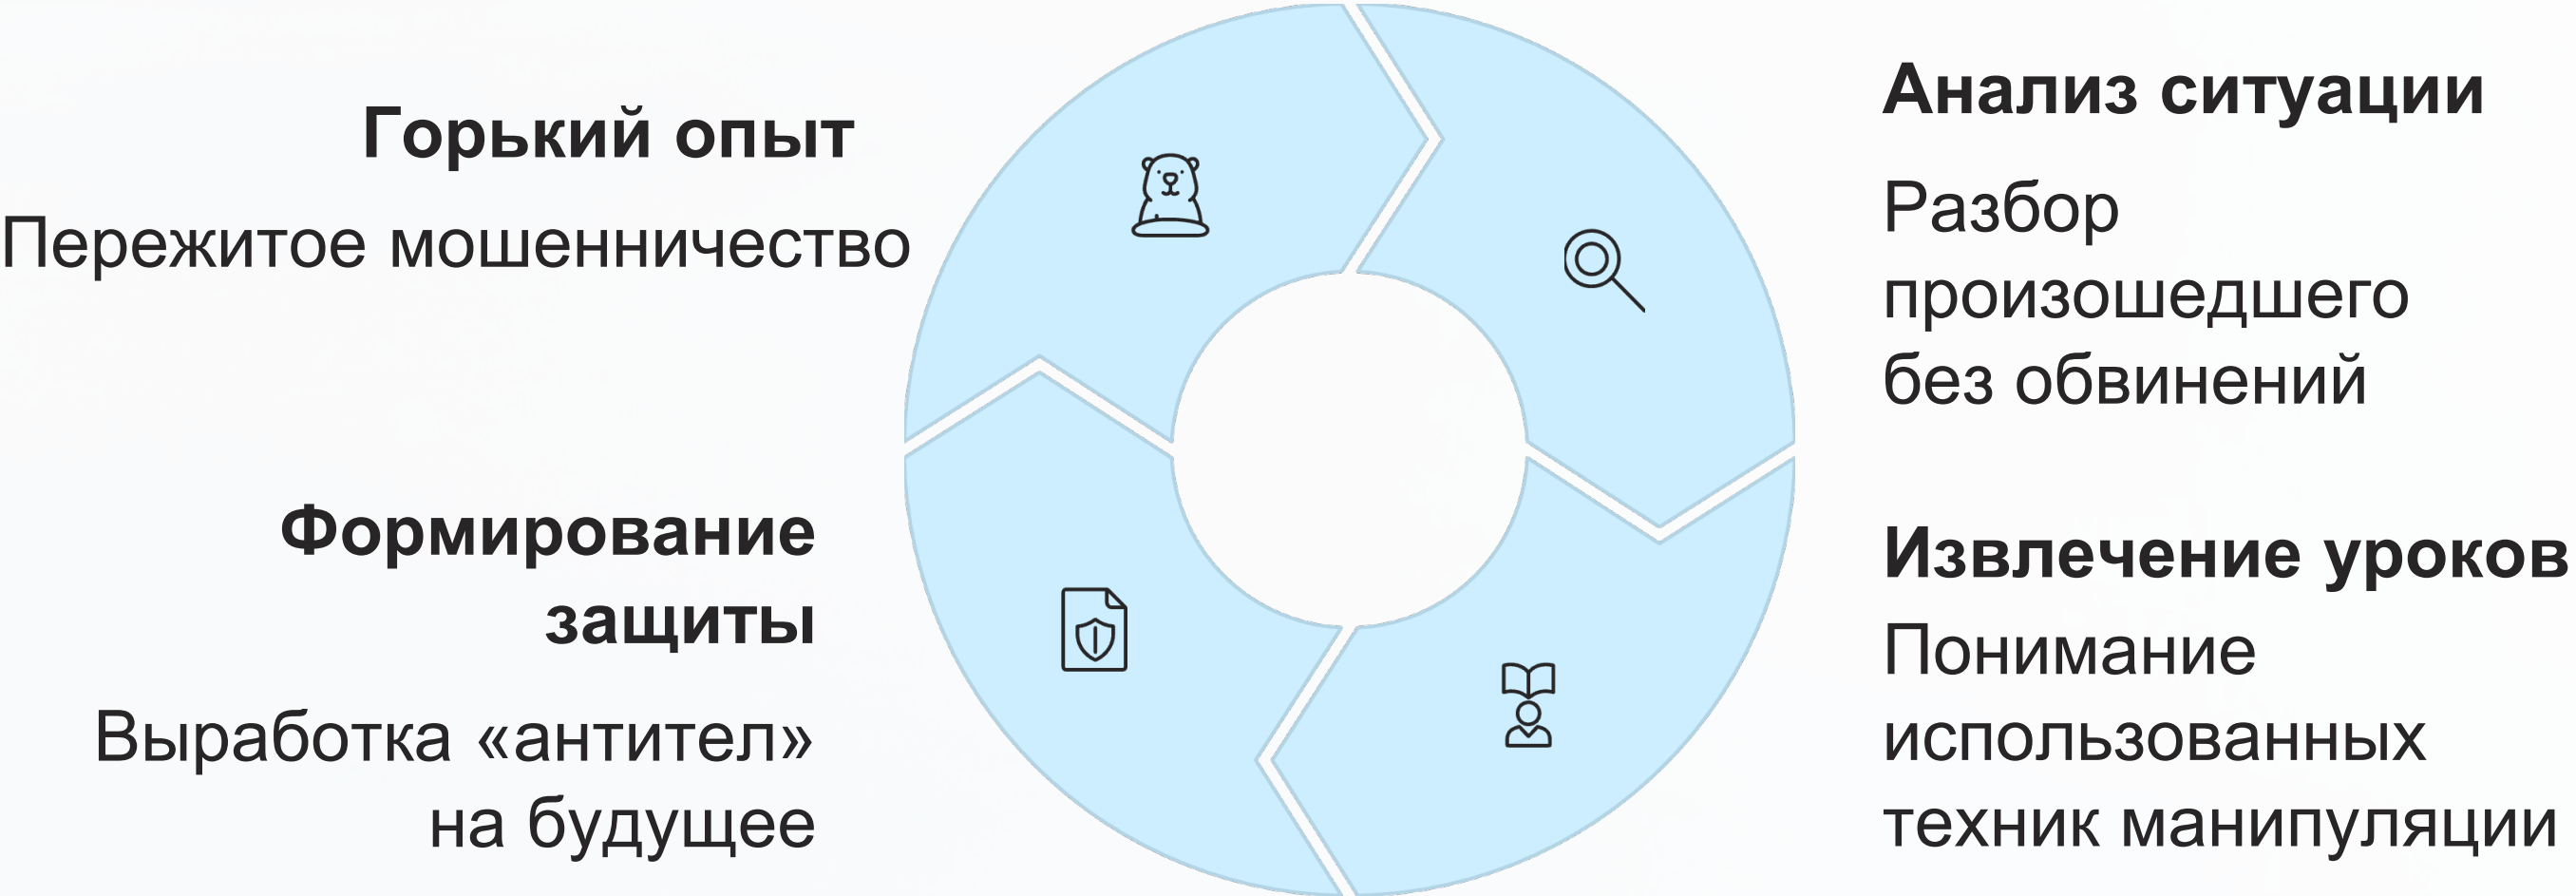 Горький опыт
Пережитое мошенничество
Анализ ситуации
Разбор
произошедшего
без обвинений
Извлечение уроков
Понимание
использованных
техник манипуляции
Формирование
защиты
Выработка «антител»
на будущее